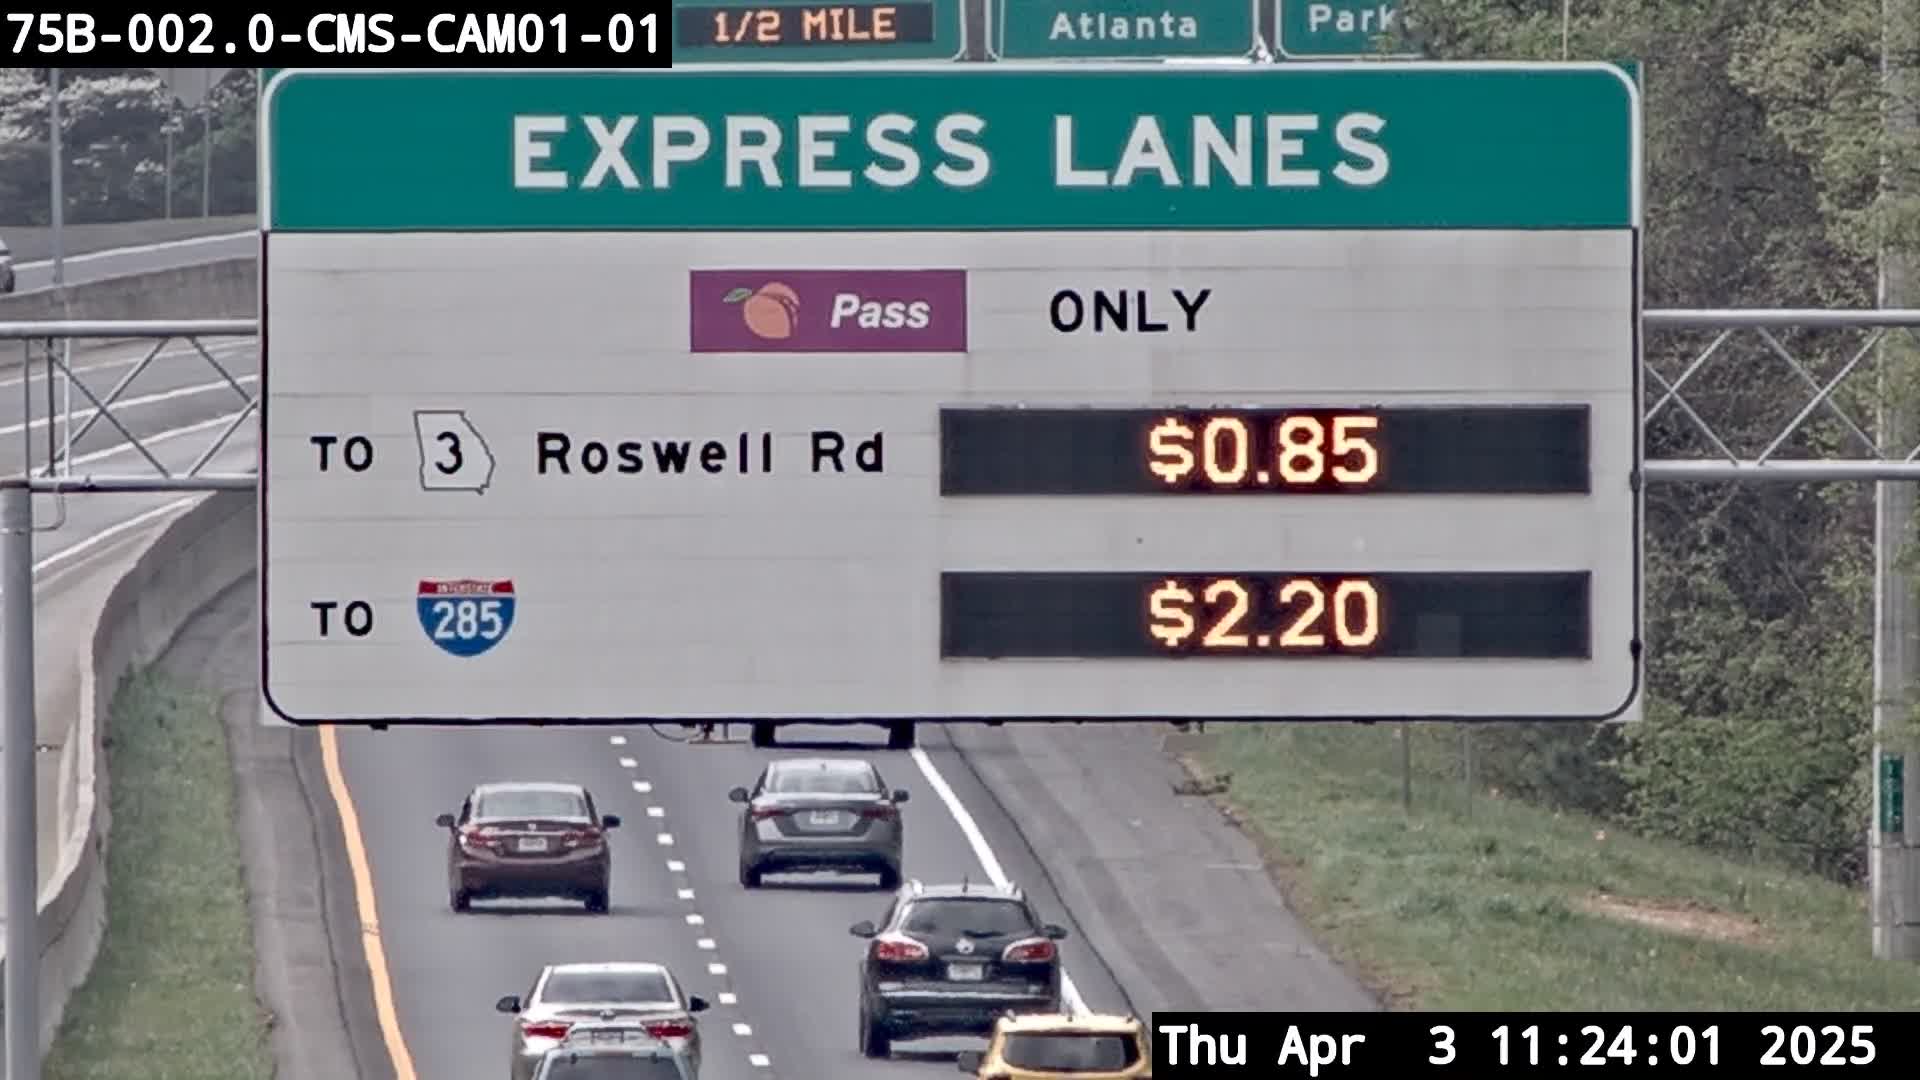 75B-002.0-CMS-CAM01-01
1/2 MILE
Atlanta
Park
EXPRESS LANES
Pass ONLY
TO 3 Roswell Rd $0.85
TO INTERSTATE 285 $2.20
Thu Apr 3 11:24:01 2025